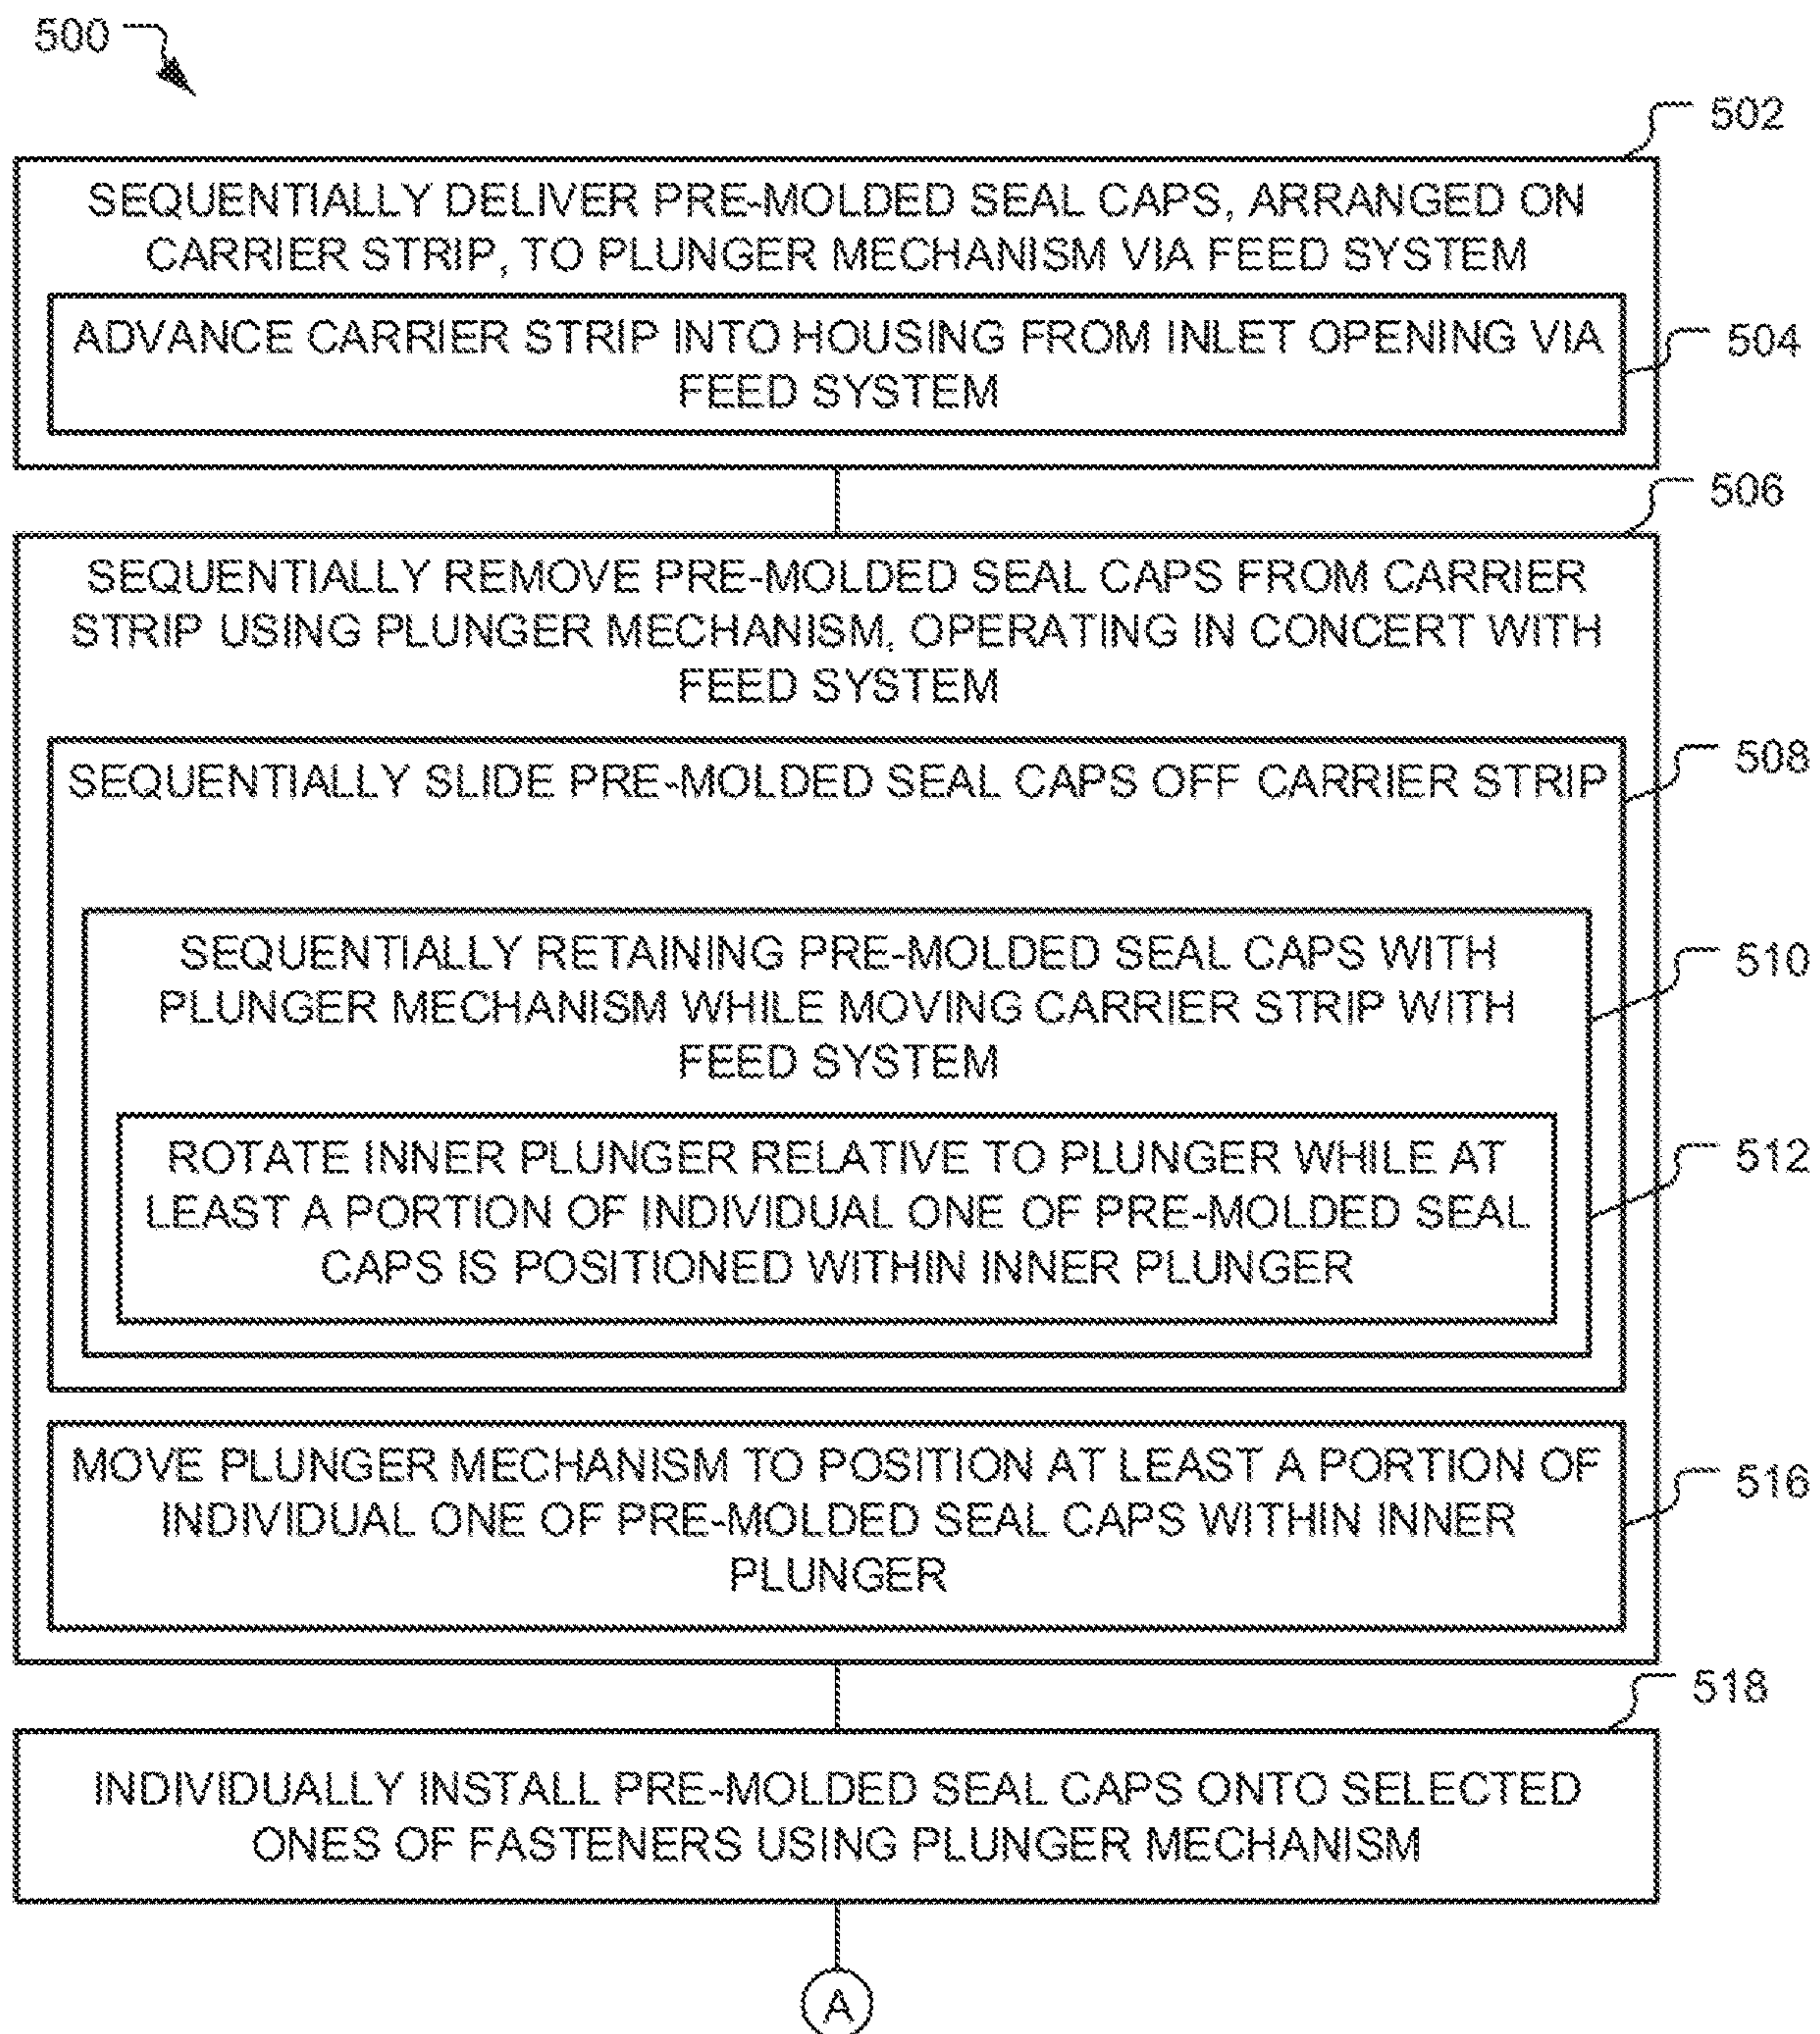 500
502
SEQUENTIALLY DELIVER PRE-MOLDED SEAL CAPS, ARRANGED ON
CARRIER STRIP, TO PLUNGER MECHANISM VIA FEED SYSTEM
ADVANCE CARRIER STRIP INTO HOUSING FROM INLET OPENING VIA
FEED SYSTEM
504
506
SEQUENTIALLY REMOVE PRE-MOLDED SEAL CAPS FROM CARRIER
STRIP USING PLUNGER MECHANISM, OPERATING IN CONCERT WITH
FEED SYSTEM
508
SEQUENTIALLY SLIDE PRE-MOLDED SEAL CAPS OFF CARRIER STRIP
SEQUENTIALLY RETAINING PRE-MOLDED SEAL CAPS WITH
PLUNGER MECHANISM WHILE MOVING CARRIER STRIP WITH
FEED SYSTEM
510
ROTATE INNER PLUNGER RELATIVE TO PLUNGER WHILE AT
LEAST A PORTION OF INDIVIDUAL ONE OF PRE-MOLDED SEAL
CAPS IS POSITIONED WITHIN INNER PLUNGER
512
MOVE PLUNGER MECHANISM TO POSITION AT LEAST A PORTION OF
INDIVIDUAL ONE OF PRE-MOLDED SEAL CAPS WITHIN INNER
PLUNGER
516
518
INDIVIDUALLY INSTALL PRE-MOLDED SEAL CAPS ONTO SELECTED
ONES OF FASTENERS USING PLUNGER MECHANISM
A